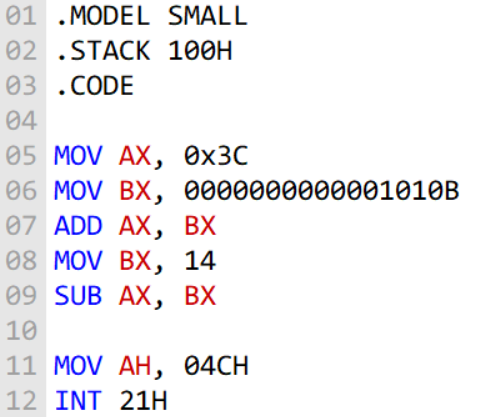 01 .MODEL SMALL
02 .STACK 100H
03 .CODE
04
05 MOV AX, 0x3C
06 MOV BX, 0000000000001010B
07 ADD AX, BX
08 MOV BX, 14
09 SUB AX, BX
10
11 MOV AH, 04CH
12 INT 21H